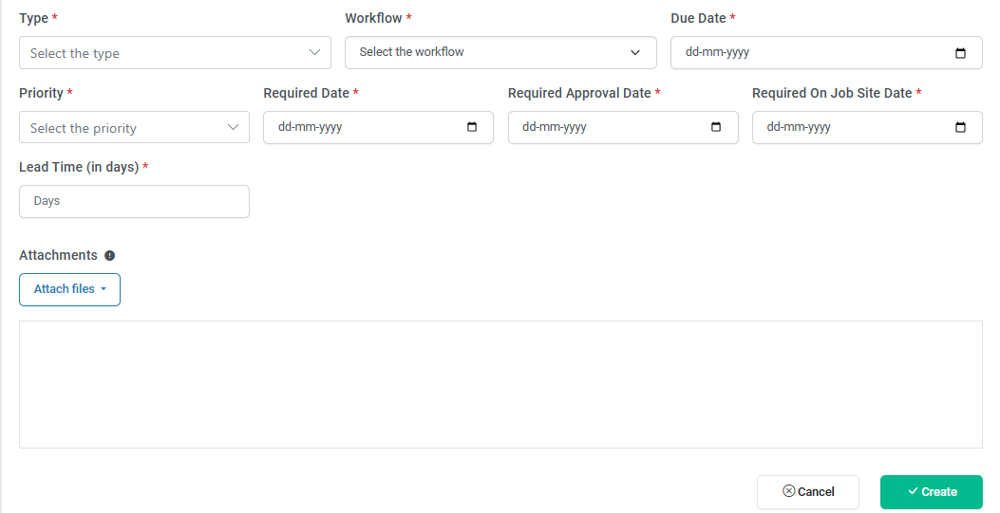 Type * Workflow * Due Date *
Select the type Select the workflow dd-mm-yyyy
Priority * Required Date * Required Approval Date * Required On Job Site Date *
Select the priority dd-mm-yyyy dd-mm-yyyy dd-mm-yyyy
Lead Time (in days) *
Days
Attachments
Attach files
Cancel Create